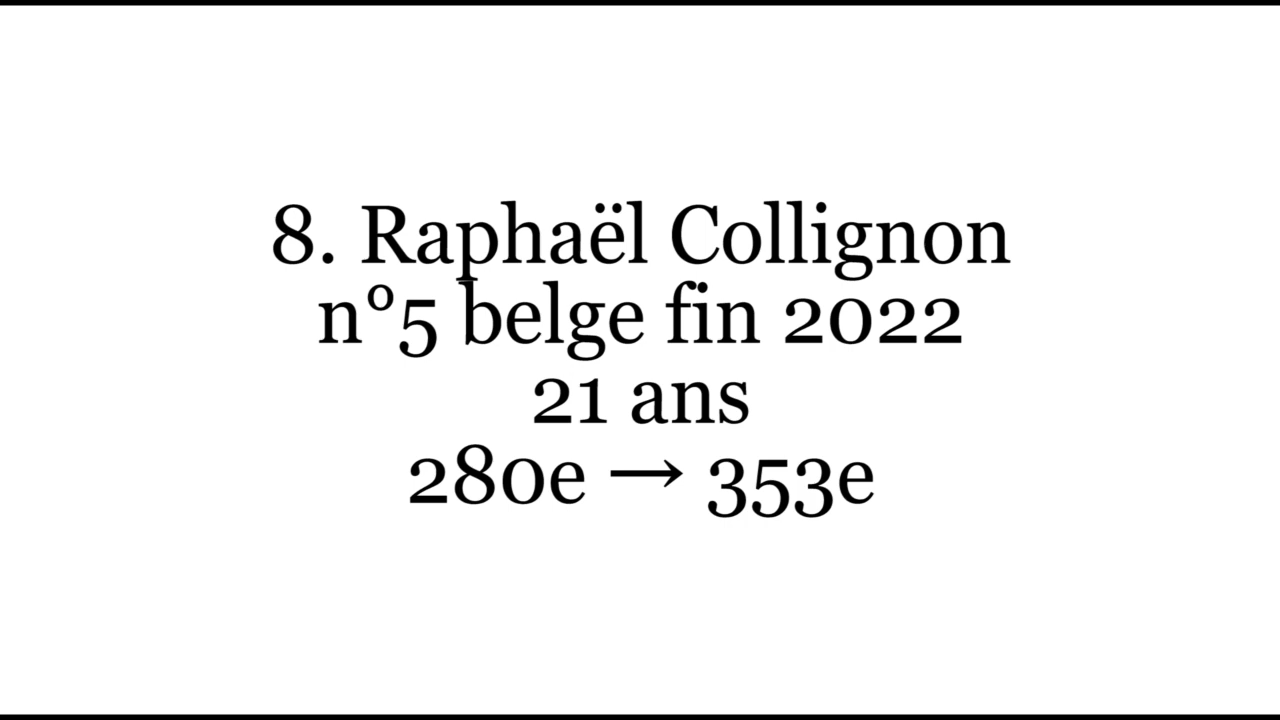 8. Raphaël Collignon
n°5 belge fin 2022
21 ans
280e → 353e